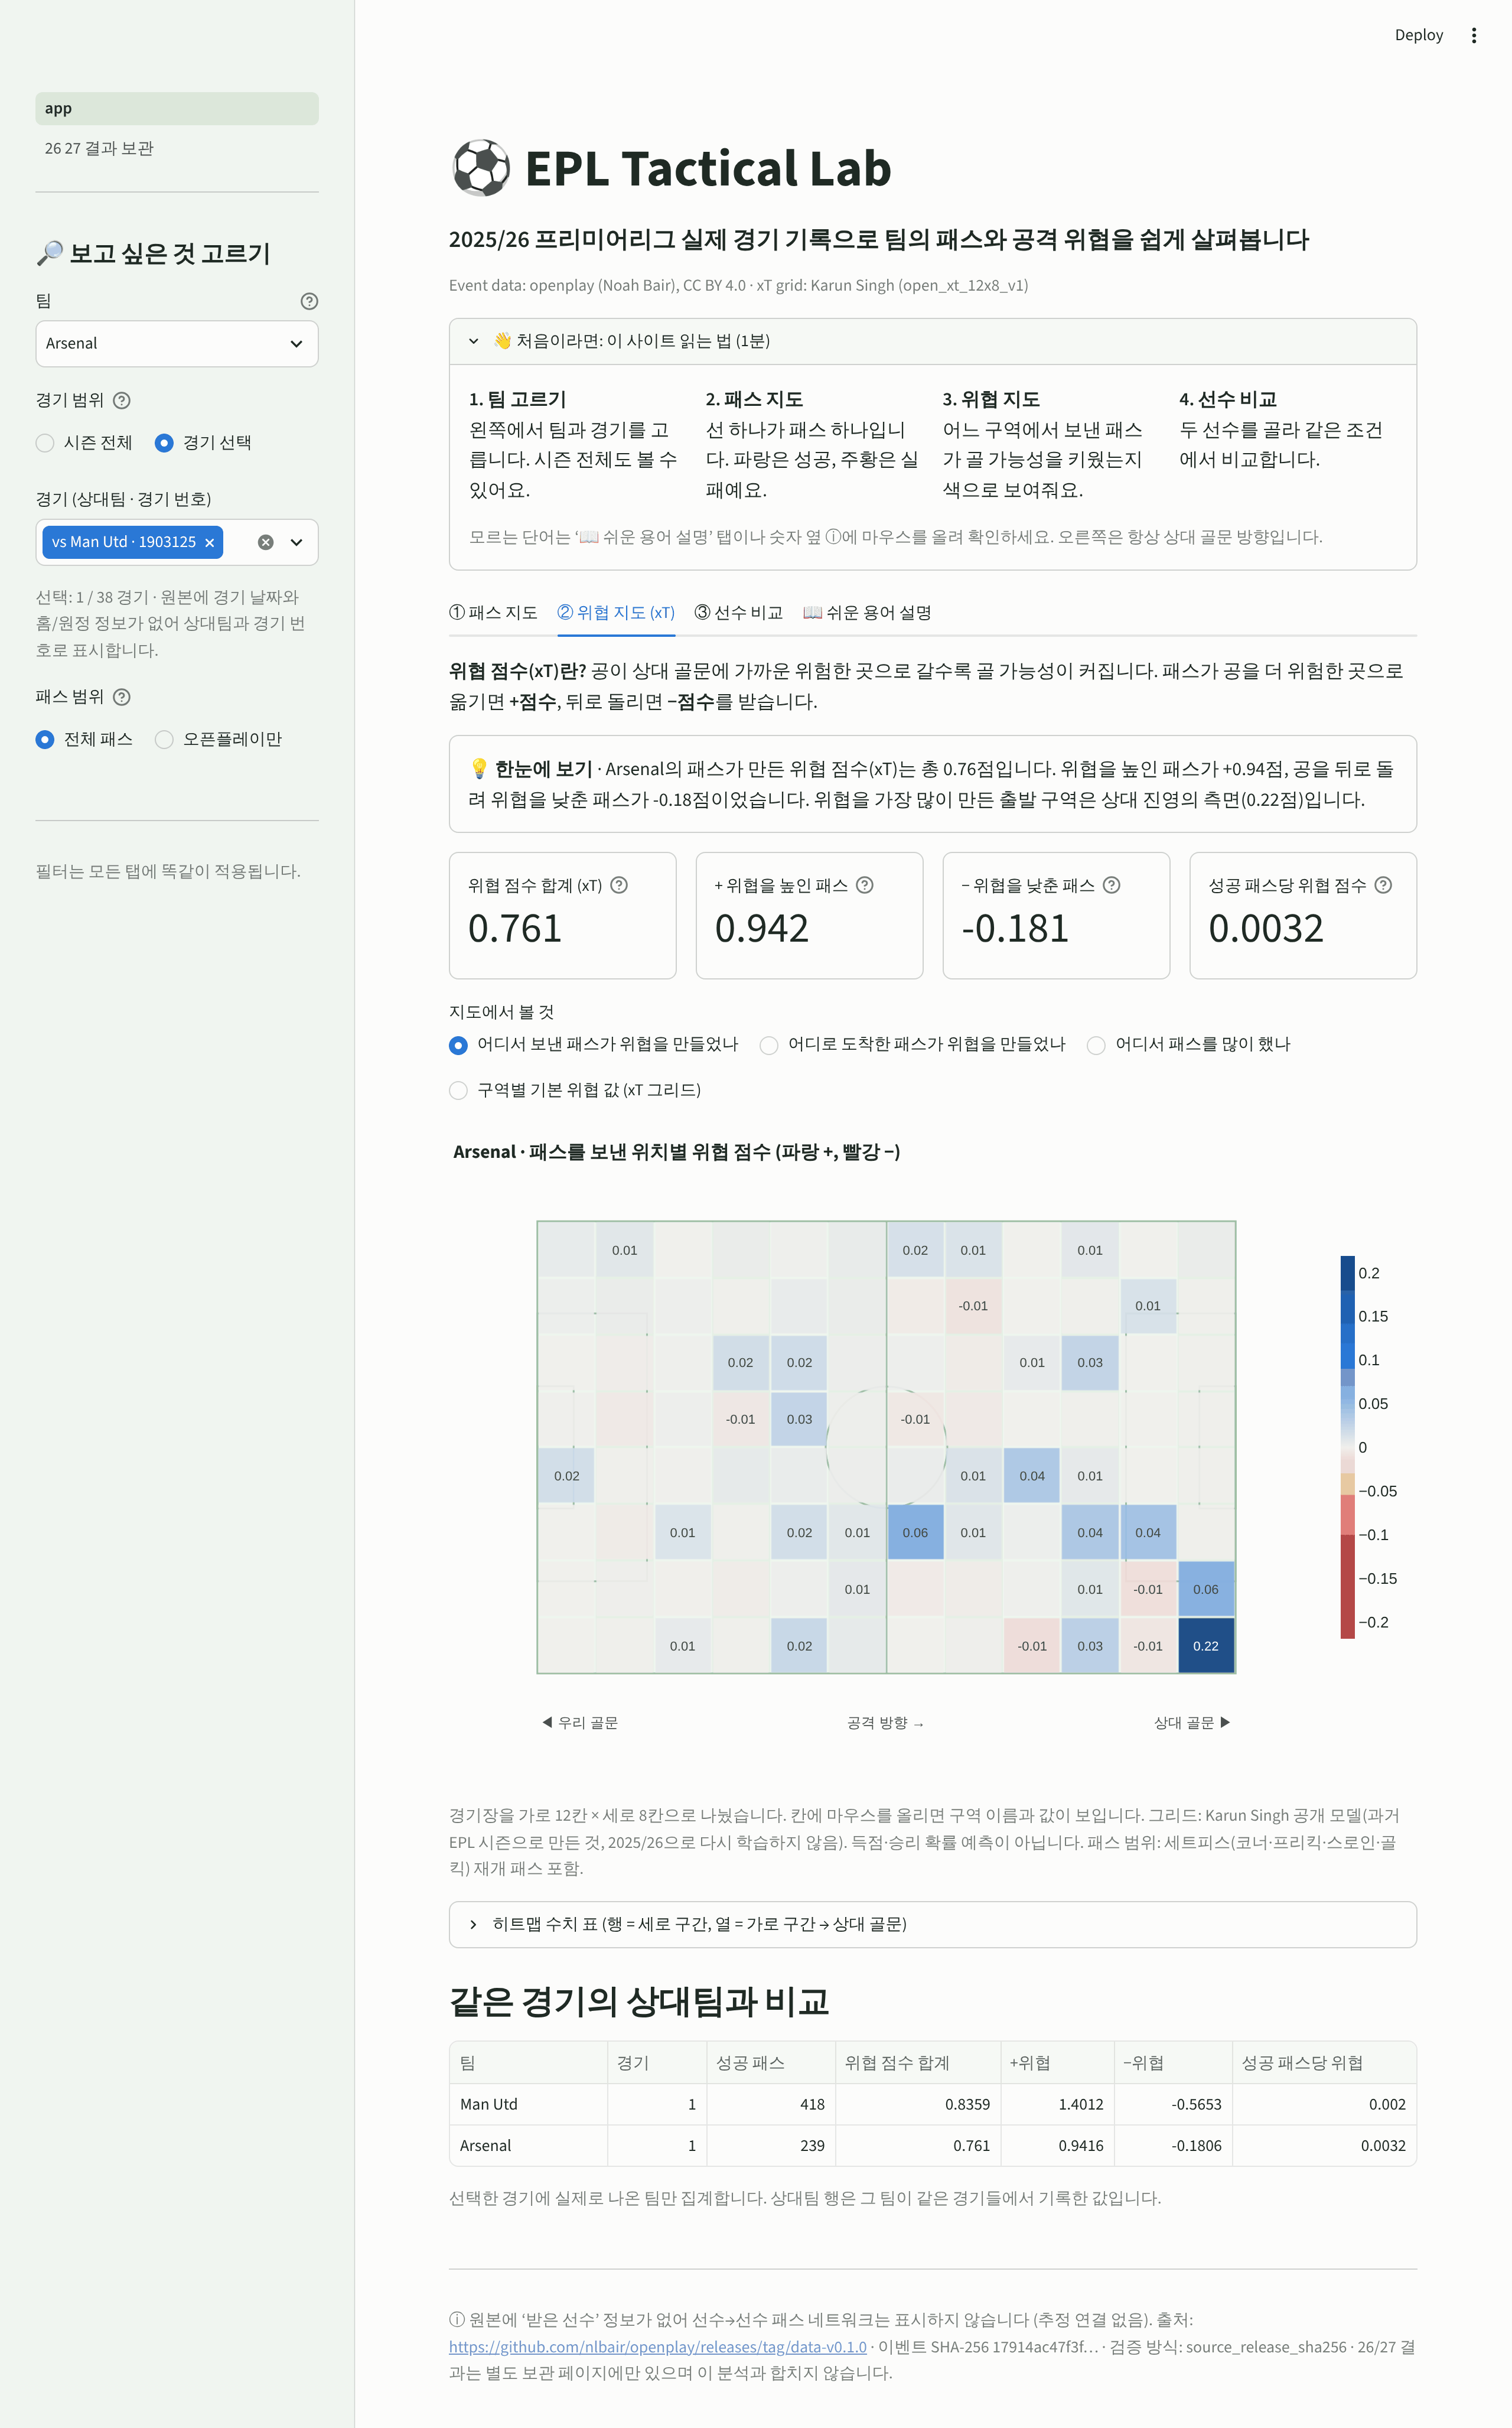 Deploy
app
26 27 결과 보관
🔎 보고 싶은 것 고르기
팀
Arsenal
경기 범위
시즌 전체
경기 선택
경기 (상대팀 · 경기 번호)
vs Man Utd · 1903125
선택: 1 / 38 경기 · 원본에 경기 날짜와
홈/원정 정보가 없어 상대팀과 경기 번
호로 표시합니다.
패스 범위
전체 패스
오픈플레이만
필터는 모든 탭에 똑같이 적용됩니다.
⚽ EPL Tactical Lab
2025/26 프리미어리그 실제 경기 기록으로 팀의 패스와 공격 위협을 쉽게 살펴봅니다
Event data: openplay (Noah Bair), CC BY 4.0 · xT grid: Karun Singh (open_xt_12x8_v1)
👋 처음이라면: 이 사이트 읽는 법 (1분)
1. 팀 고르기
왼쪽에서 팀과 경기를 고
릅니다. 시즌 전체도 볼 수
있어요.
2. 패스 지도
선 하나가 패스 하나입니
다. 파랑은 성공, 주황은 실
패예요.
3. 위협 지도
어느 구역에서 보낸 패스
가 골 가능성을 키웠는지
색으로 보여줘요.
4. 선수 비교
두 선수를 골라 같은 조건
에서 비교합니다.
모르는 단어는 ‘📖 쉬운 용어 설명’ 탭이나 숫자 옆 ⓘ에 마우스를 올려 확인하세요. 오른쪽은 항상 상대 골문 방향입니다.
① 패스 지도
② 위협 지도 (xT)
③ 선수 비교
📖 쉬운 용어 설명
위협 점수(xT)란? 공이 상대 골문에 가까운 위험한 곳으로 갈수록 골 가능성이 커집니다. 패스가 공을 더 위험한 곳으로
옮기면 +점수, 뒤로 돌리면 −점수를 받습니다.
💡 한눈에 보기 · Arsenal의 패스가 만든 위협 점수(xT)는 총 0.76점입니다. 위협을 높인 패스가 +0.94점, 공을 뒤로 돌
려 위협을 낮춘 패스가 -0.18점이었습니다. 위협을 가장 많이 만든 출발 구역은 상대 진영의 측면(0.22점)입니다.
위협 점수 합계 (xT)
0.761
+ 위협을 높인 패스
0.942
− 위협을 낮춘 패스
-0.181
성공 패스당 위협 점수
0.0032
지도에서 볼 것
어디서 보낸 패스가 위협을 만들었나
어디로 도착한 패스가 위협을 만들었나
어디서 패스를 많이 했나
구역별 기본 위협 값 (xT 그리드)
Arsenal · 패스를 보낸 위치별 위협 점수 (파랑 +, 빨강 −)
0.01 0.02 0.01 0.01
-0.01 0.01
0.02 0.02 0.01 0.03
-0.01 0.03 -0.01
0.02 0.01 0.04 0.01
0.01 0.02 0.01 0.06 0.01 0.04 0.04
0.01 0.01 -0.01 0.06
0.01 0.02 -0.01 0.03 -0.01 0.22
0.2
0.15
0.1
0.05
0
−0.05
−0.1
−0.15
−0.2
◀ 우리 골문
공격 방향 →
상대 골문 ▶
경기장을 가로 12칸 × 세로 8칸으로 나눴습니다. 칸에 마우스를 올리면 구역 이름과 값이 보입니다. 그리드: Karun Singh 공개 모델(과거
EPL 시즌으로 만든 것, 2025/26으로 다시 학습하지 않음). 득점·승리 확률 예측이 아닙니다. 패스 범위: 세트피스(코너·프리킥·스로인·골
킥) 재개 패스 포함.
히트맵 수치 표 (행 = 세로 구간, 열 = 가로 구간 → 상대 골문)
같은 경기의 상대팀과 비교
팀 경기 성공 패스 위협 점수 합계 +위협 −위협 성공 패스당 위협
Man Utd 1 418 0.8359 1.4012 -0.5653 0.002
Arsenal 1 239 0.761 0.9416 -0.1806 0.0032
선택한 경기에 실제로 나온 팀만 집계합니다. 상대팀 행은 그 팀이 같은 경기들에서 기록한 값입니다.
ⓘ 원본에 ‘받은 선수’ 정보가 없어 선수→선수 패스 네트워크는 표시하지 않습니다 (추정 연결 없음). 출처:
https://github.com/nlbair/openplay/releases/tag/data-v0.1.0 · 이벤트 SHA-256 17914ac47f3f… · 검증 방식: source_release_sha256 · 26/27 결
과는 별도 보관 페이지에만 있으며 이 분석과 합치지 않습니다.